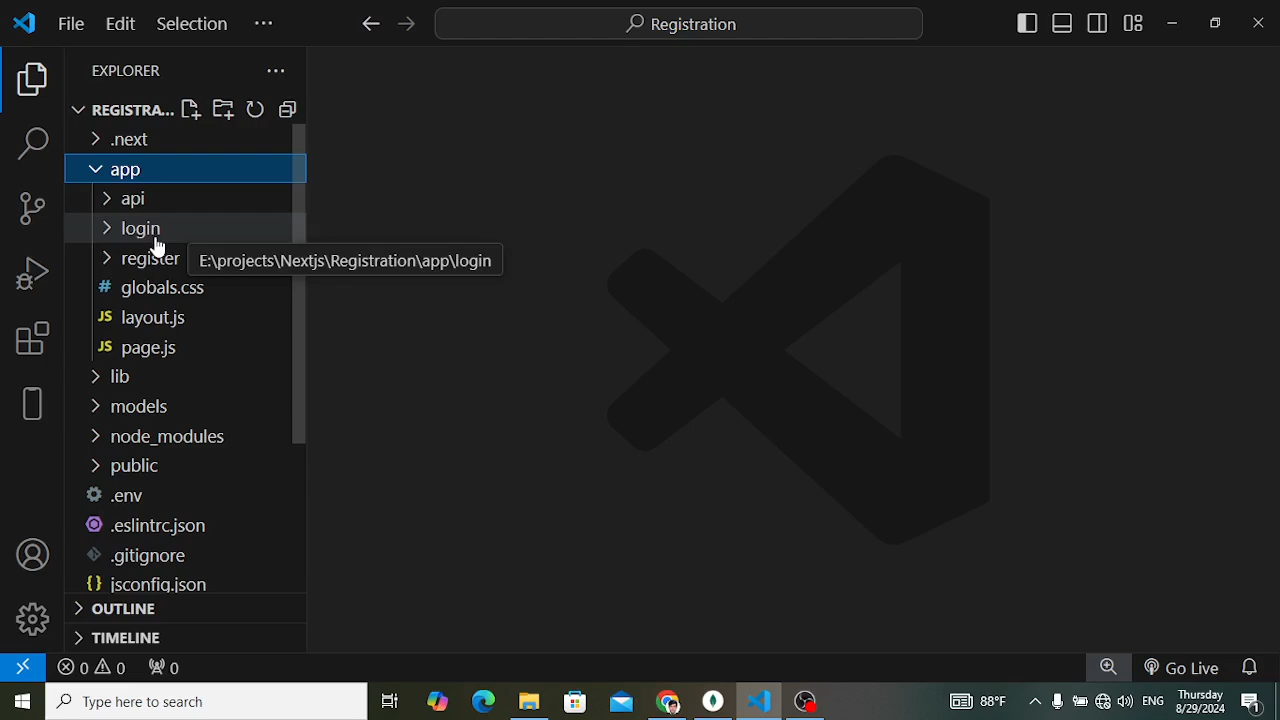 File Edit Selection ···
Registration
EXPLORER
REGISTRA...
.next
app
api
login
E:\projects\Nextjs\Registration\app\login
register
# globals.css
JS layout.js
JS page.js
lib
models
node_modules
public
.env
.eslintrc.json
.gitignore
{} jsconfig.json
OUTLINE
TIMELINE
0 0 0
Go Live
Type here to search
88°F
ENG
Thursday
8/29/2024
1